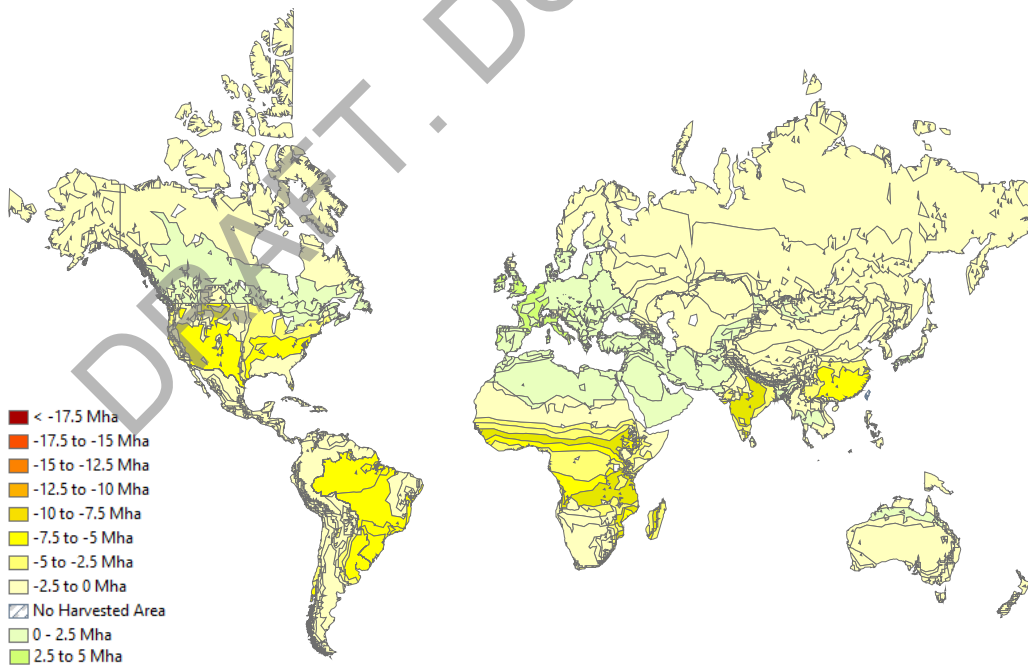 DRAFT. Do
< -17.5 Mha
-17.5 to -15 Mha
-15 to -12.5 Mha
-12.5 to -10 Mha
-10 to -7.5 Mha
-7.5 to -5 Mha
-5 to -2.5 Mha
-2.5 to 0 Mha
No Harvested Area
0 - 2.5 Mha
2.5 to 5 Mha